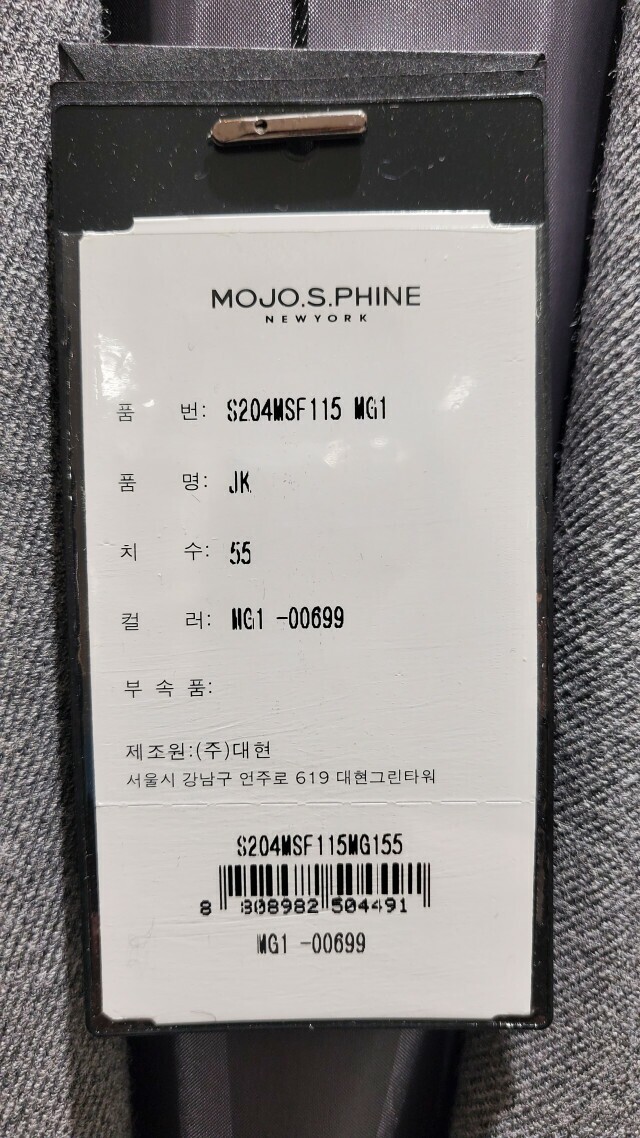 MOJO.S.PHINE
NEWYORK
품 번: S204MSF115 MG1
품 명: JK
치 수: 55
컬 러: MG1 -00699
부 속 품:
제조원:(주)대현
서울시 강남구 언주로 619 대현그린타워
S204MSF115MG155
8 808982 504491
MG1 -00699